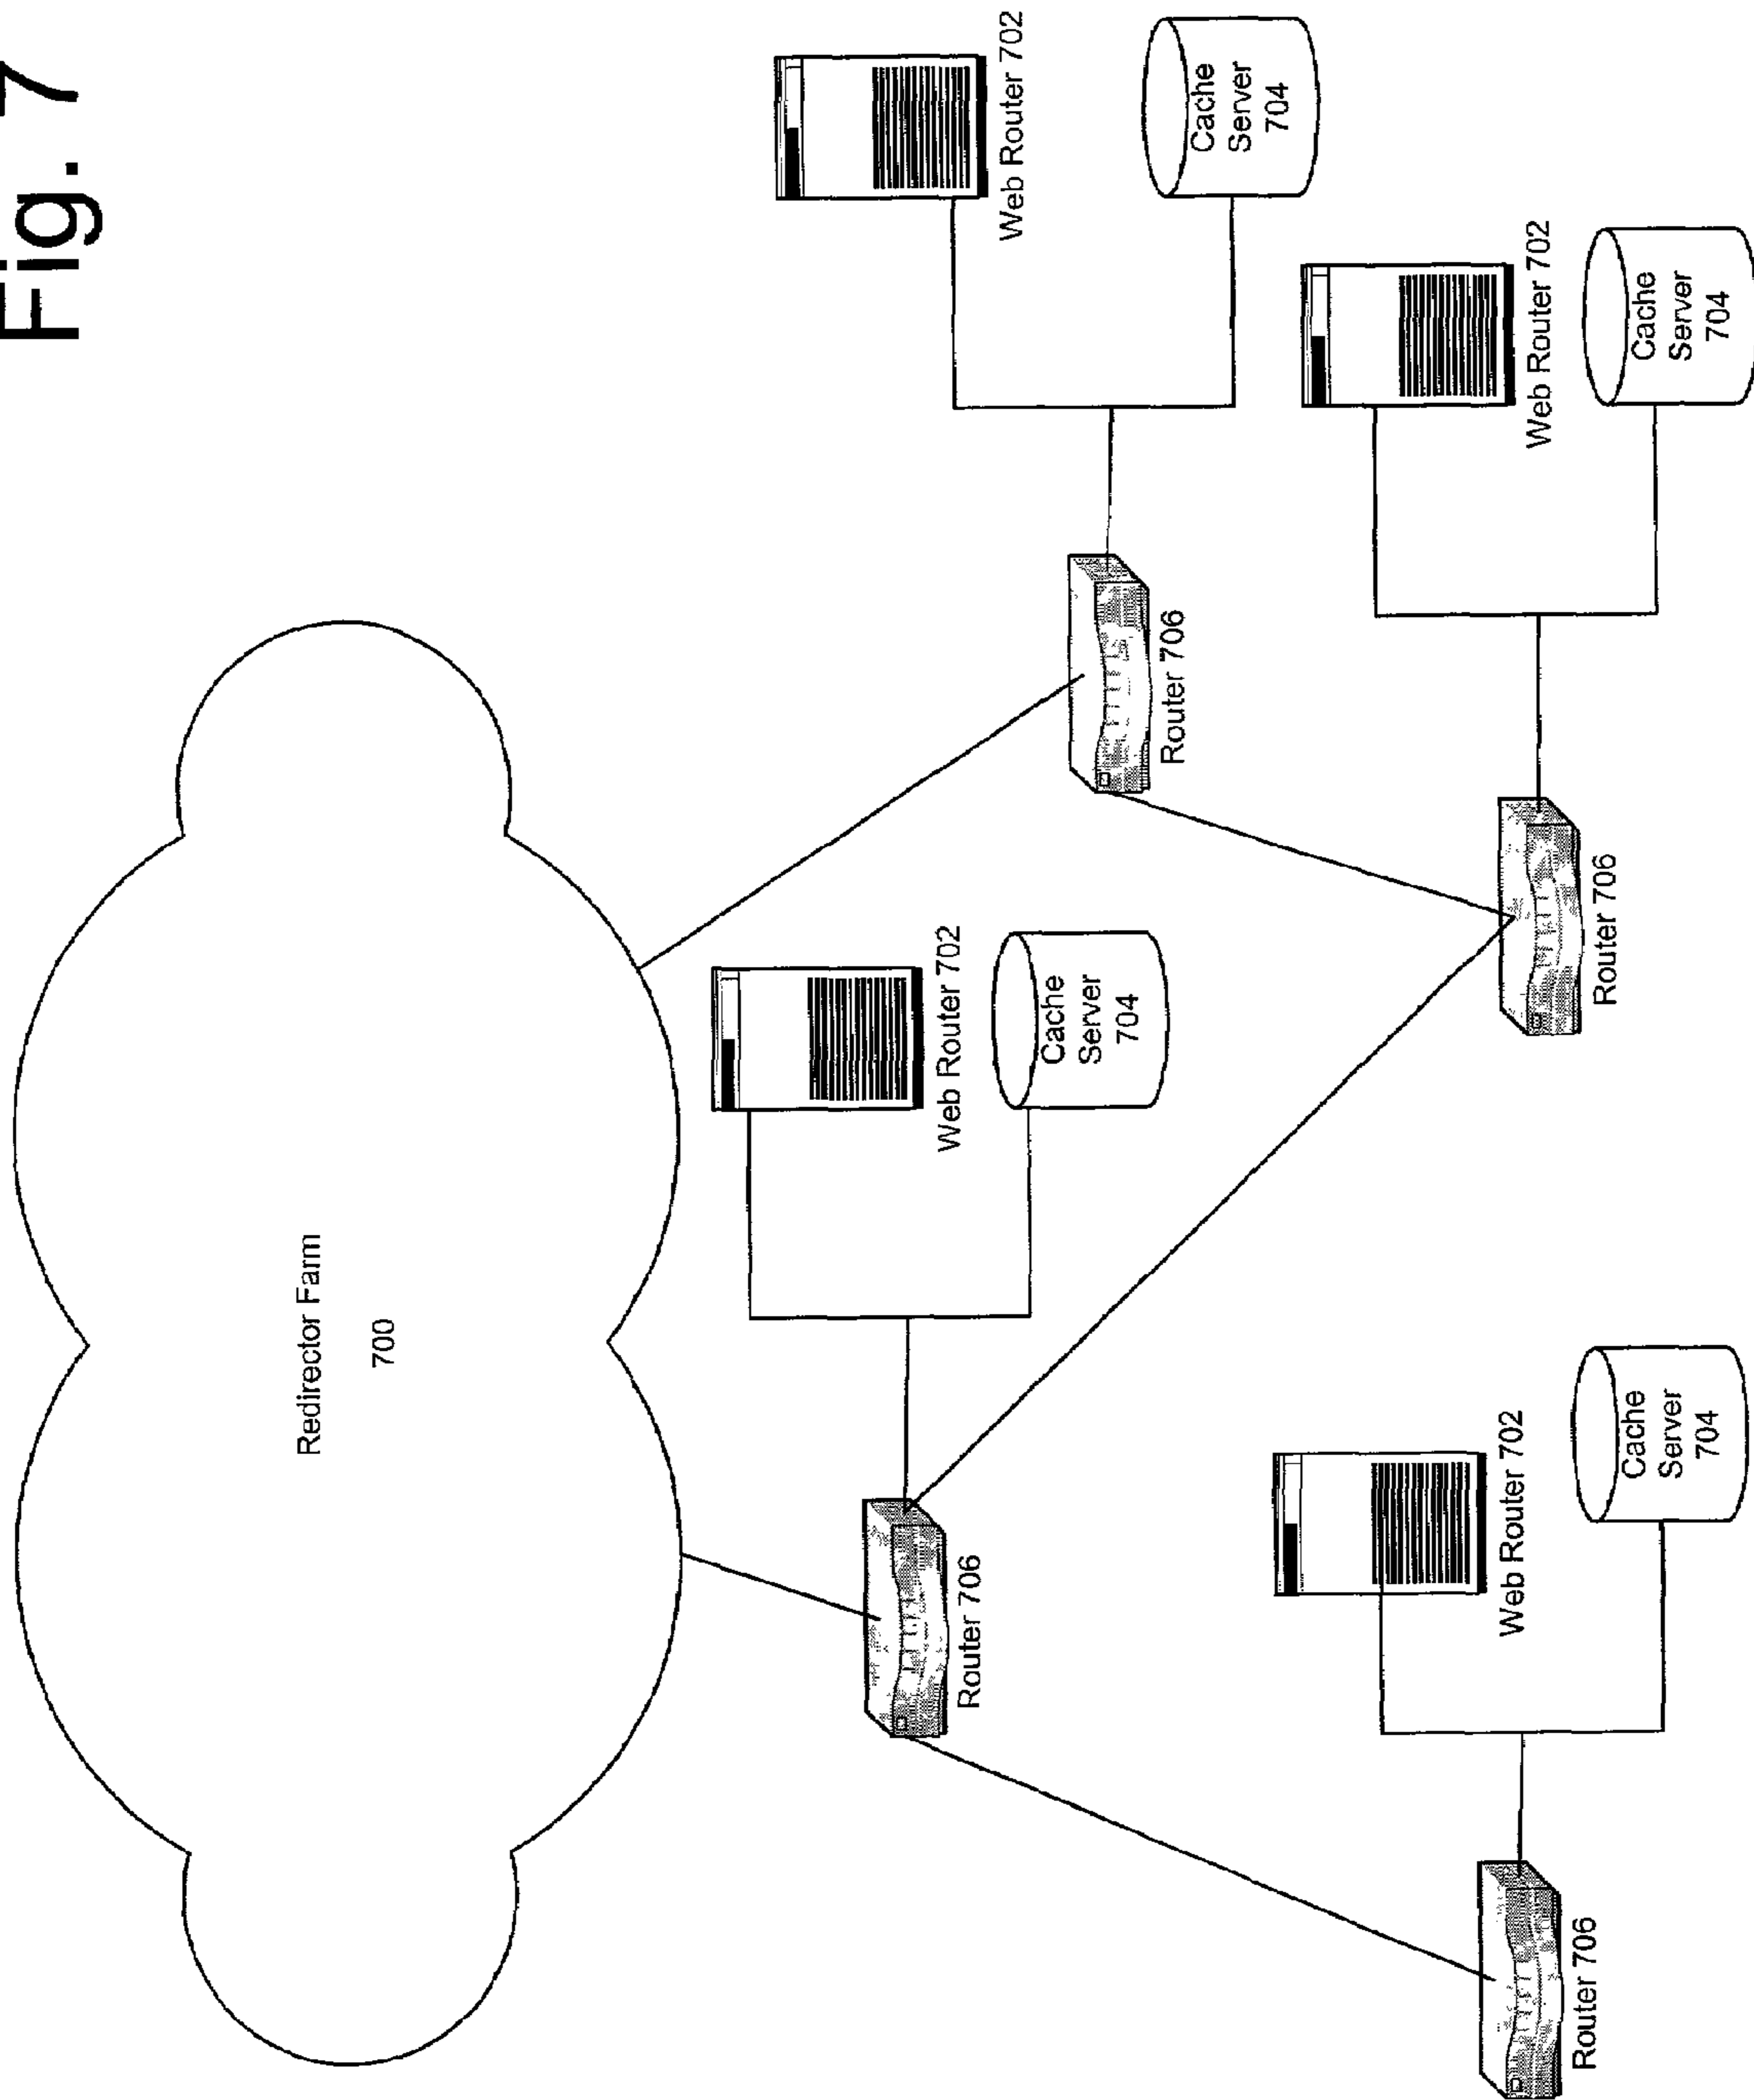 Fig. 7
Redirector Farm
700
Web Router 702
Cache
Server
704
Router 706
Web Router 702
Cache
Server
704
Router 706
Web Router 702
Cache
Server
704
Router 706
Web Router 702
Cache
Server
704
Router 706